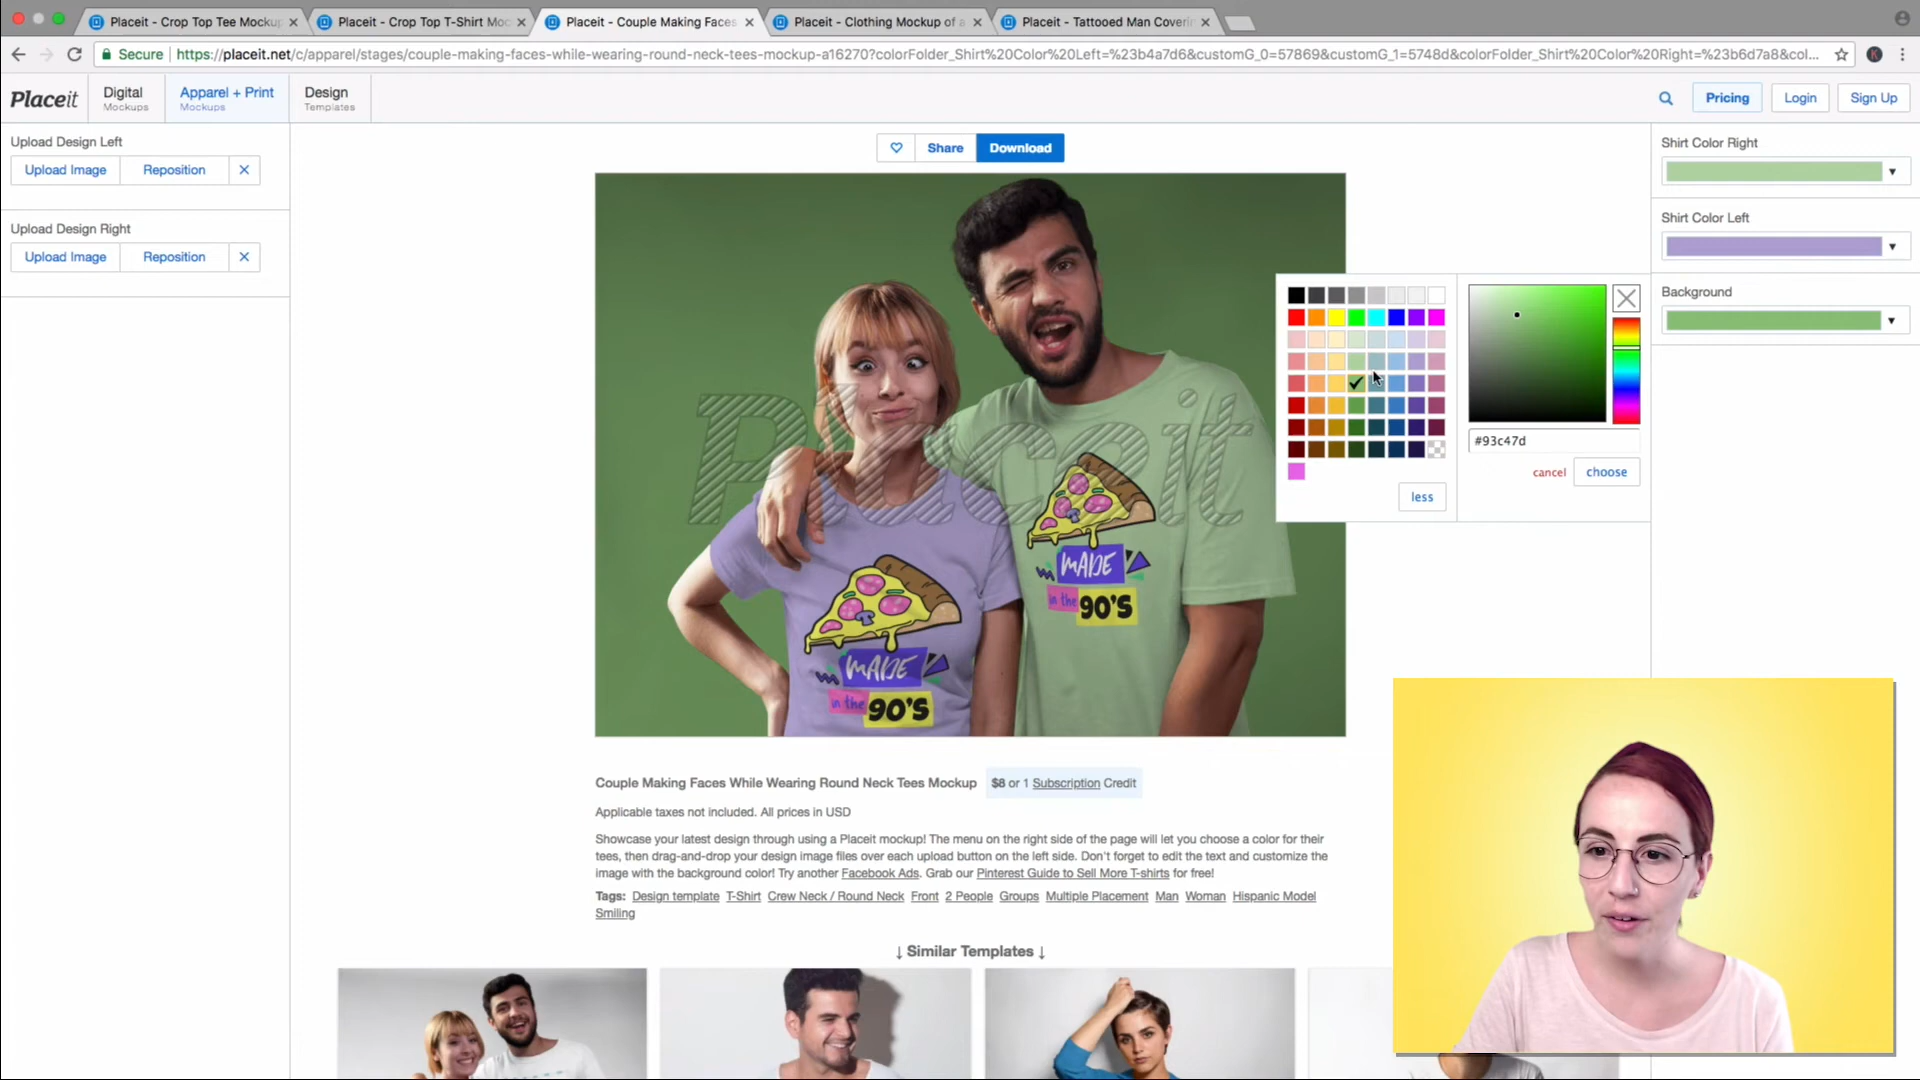 Placeit - Crop Top Tee Mockup
Placeit - Crop Top T-Shirt Moc
Placeit - Couple Making Faces
Placeit - Clothing Mockup of a
Placeit - Tattooed Man Coverin
Secure https://placeit.net/c/apparel/stages/couple-making-faces-while-wearing-round-neck-tees-mockup-a16270?colorFolder_Shirt%20Color%20Left=%23b4a7d6&customG_0=57869&customG_1=5748d&colorFolder_Shirt%20Color%20Right=%23b6d7a8&col...
Placeit
Digital
Mockups
Apparel + Print
Mockups
Design
Templates
Pricing
Login
Sign Up
Upload Design Left
Upload Image Reposition
Upload Design Right
Upload Image Reposition
Share
Download
Shirt Color Right
Shirt Color Left
Background
Placeit
MADE
in the
90'S
MADE
in the
90'S
#93c47d
cancel choose
less
Couple Making Faces While Wearing Round Neck Tees Mockup $8 or 1 Subscription Credit
Applicable taxes not included. All prices in USD
Showcase your latest design through using a Placeit mockup! The menu on the right side of the page will let you choose a color for their
tees, then drag-and-drop your design image files over each upload button on the left side. Don't forget to edit the text and customize the
image with the background color! Try another Facebook Ads. Grab our Pinterest Guide to Sell More T-shirts for free!
Tags: Design template T-Shirt Crew Neck / Round Neck Front 2 People Groups Multiple Placement Man Woman Hispanic Model
Smiling
↓ Similar Templates ↓